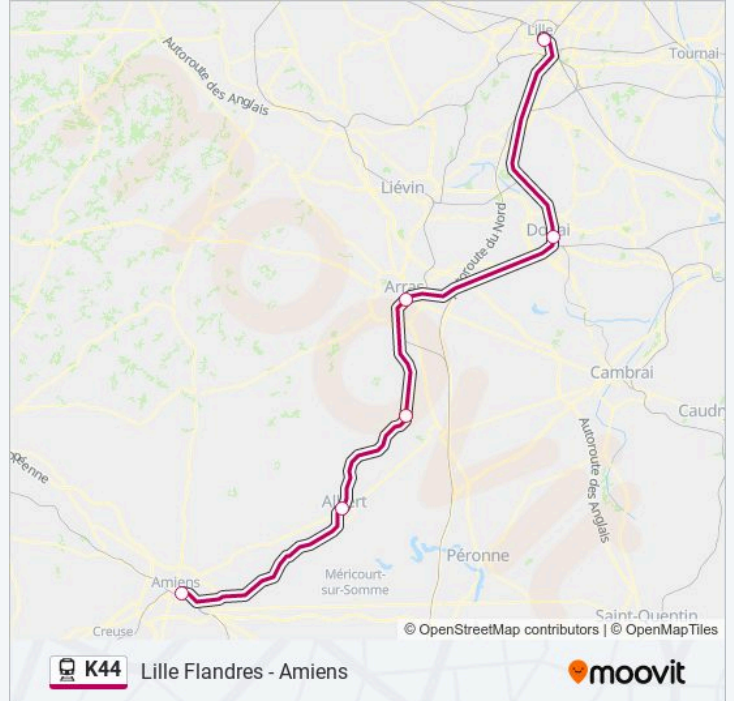 Lille
Tournai
Autoroute des Anglais
Liévin
Autoroute du Nord
Douai
Arras
Cambrai
Caudry
Autoroute des Anglais
Albert
Péronne
Amiens
Méricourt-
sur-Somme
Creuse
Saint-Quentin
© OpenStreetMap contributors | © OpenMapTiles
K44
Lille Flandres - Amiens
moovit